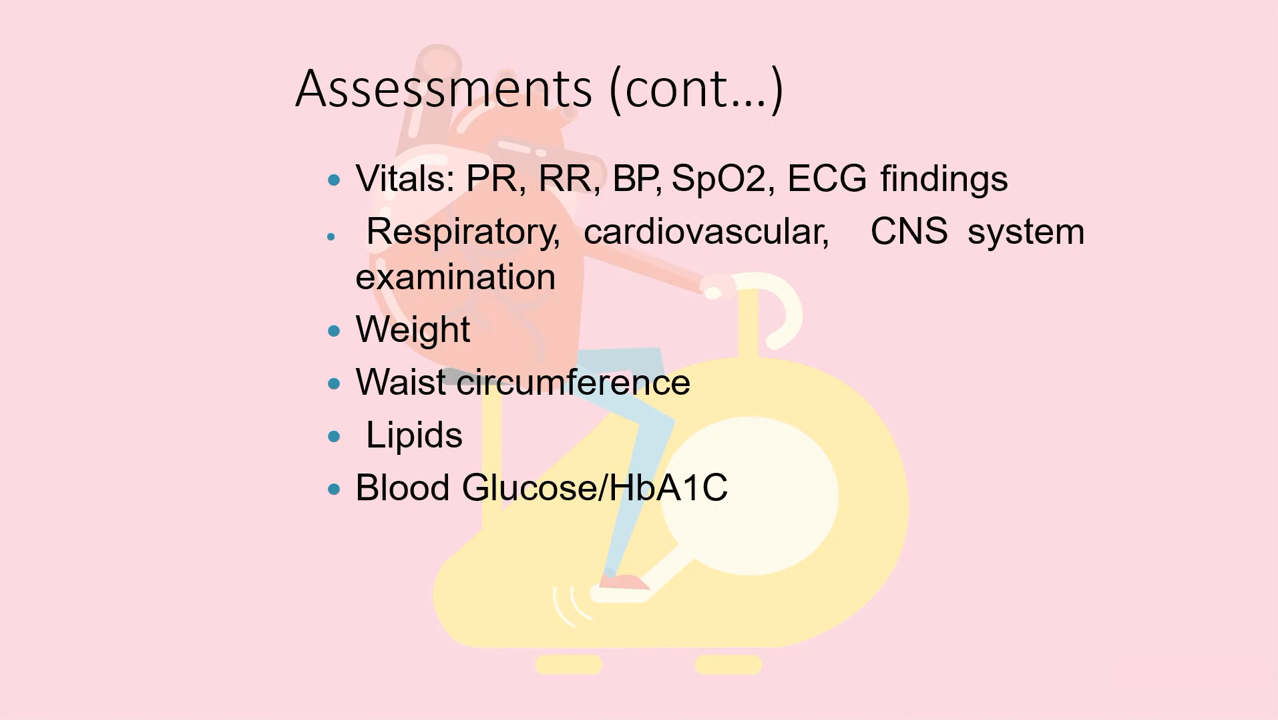 Assessments (cont…)
• Vitals: PR, RR, BP, SpO2, ECG findings
• Respiratory, cardiovascular, CNS system
examination
• Weight
• Waist circumference
• Lipids
• Blood Glucose/HbA1C